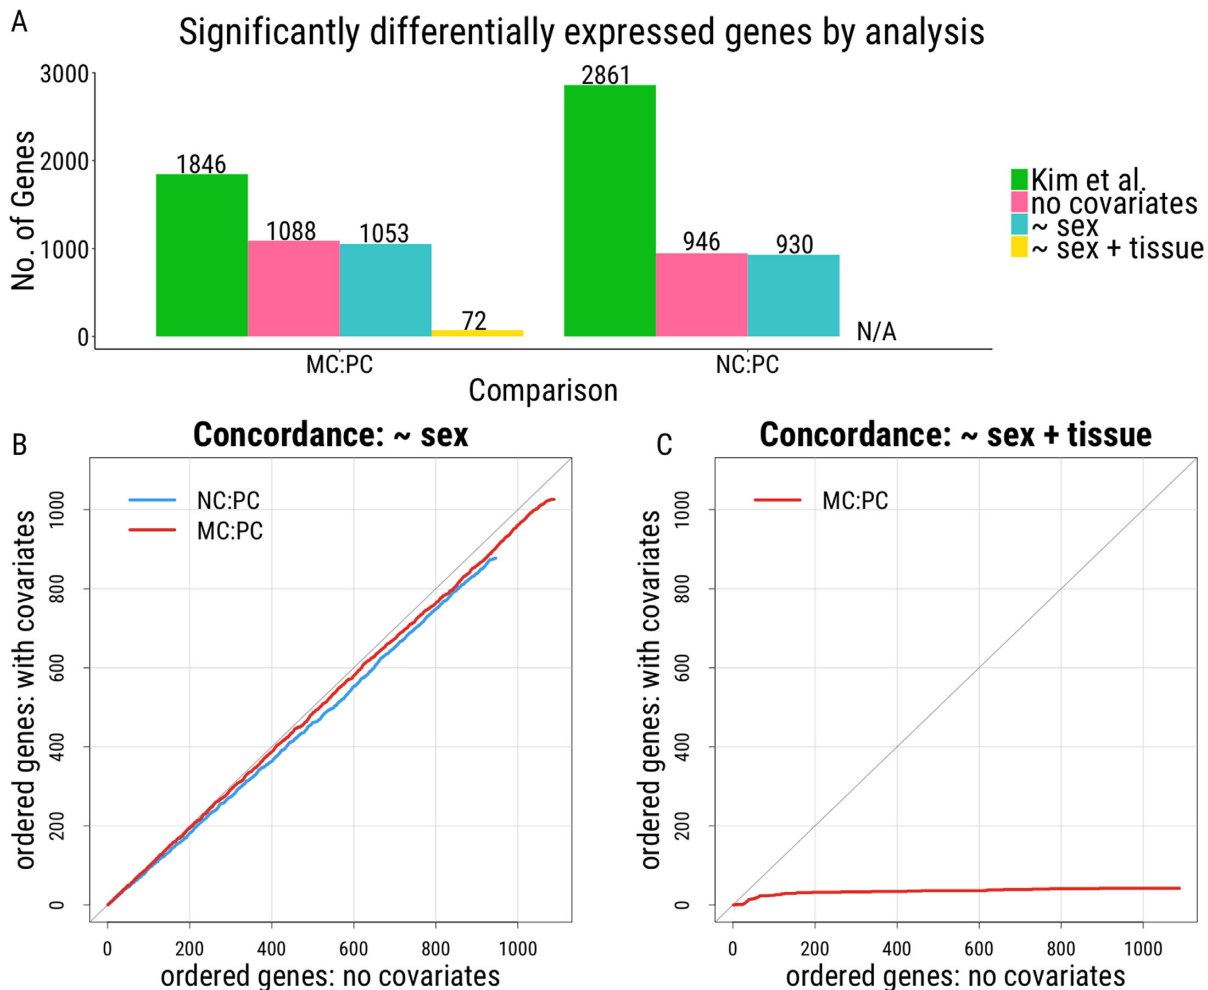 A
Significantly differentially expressed genes by analysis
No. of Genes
3000
2000
1000
0
1846
1088
1053
72
2861
946
930
N/A
MC:PC
NC:PC
Comparison
Kim et al.
no covariates
~ sex
~ sex + tissue
B
Concordance: ~ sex
NC:PC
MC:PC
ordered genes: with covariates
1000
800
600
400
200
0
0 200 400 600 800 1000
ordered genes: no covariates
C
Concordance: ~ sex + tissue
MC:PC
ordered genes: with covariates
1000
800
600
400
200
0
0 200 400 600 800 1000
ordered genes: no covariates